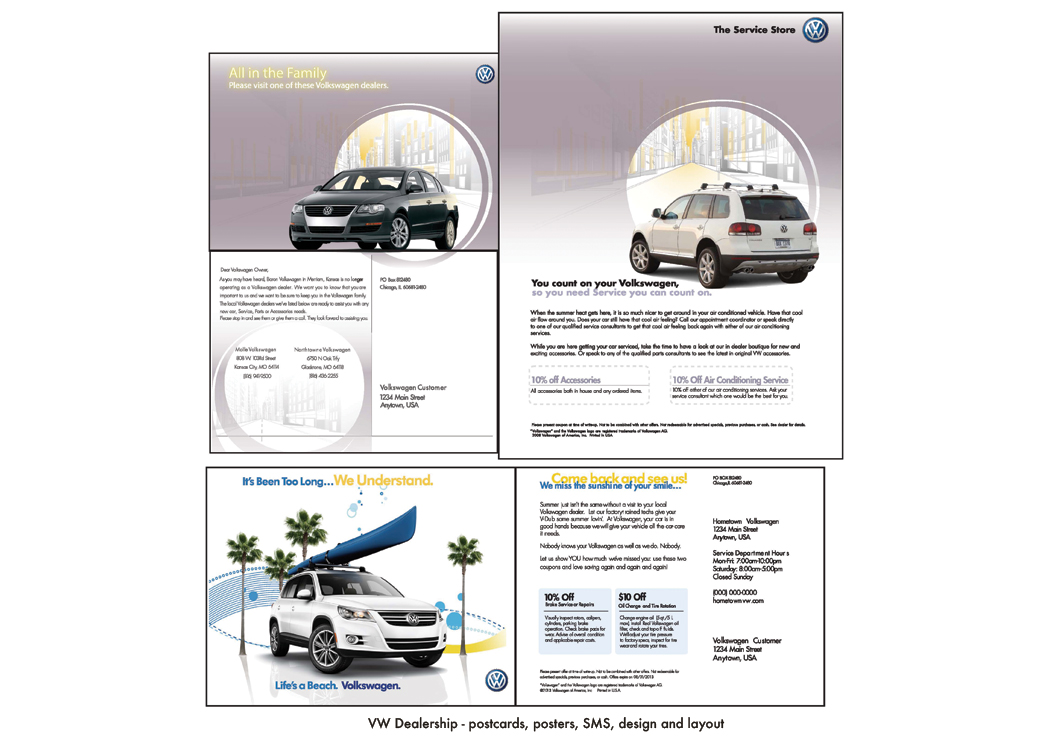 All in the Family
Please visit one of these Volkswagen dealers.
Dear Volkswagen Owner,
As you may have heard, Baron Volkswagen in Merriam, Kansas is no longer
operating as a Volkswagen dealer. We want you to know that you are
important to us and we want to be sure to keep you in the Volkswagen family.
The local Volkswagen dealers we've listed below are ready to assist you with any
new car, Service, Parts or Accessories needs.
Please stop in and see them or give them a call. They look forward to assisting you.
Molle Volkswagen
808 W 103Rd Street
Kansas City, MO 64114
(816) 941-9500
Northtowne Volkswagen
6750 N Oak Trfy
Gladstone, MO 64118
(816) 436-2255
PO Box 812480
Chicago, IL 60681-2480
Volkswagen Customer
1234 Main Street
Anytown, USA
The Service Store
You count on your Volkswagen,
so you need Service you can count on.
When the summer heat gets here, it is so much nicer to get around in your air conditioned vehicle. Have that cool
air flow around you. Does your car still have that cool air feeling? Call our appointment coordinator or speak directly
to one of our qualified service consultants to get that cool air feeling back again with either of our air conditioning
services.
While you are here getting your car serviced, take the time to have a look at our in dealer boutique for new and
exciting accessories. Or speak to any of the qualified parts consultants to see the latest in original VW accessories.
10% off Accessories
All accessories both in house and any ordered items.
10% Off Air Conditioning Service
10% off either of our air conditioning services. Ask your
service consultant which one would be the best for you.
Please present coupon at time of write-up. Not to be combined with other offers. Not redeemable for advertised specials, previous purchases, or cash. See dealer for details.
"Volkswagen" and the Volkswagen logo are registered trademarks of Volkswagen AG.
2008 Volkswagen of America, Inc. Printed in USA
It's Been Too Long... We Understand.
Life's a Beach. Volkswagen.
Come back and see us!
We miss the sunshine of your smile...
Summer just isn't the same without a visit to your local
Volkswagen dealer. Let our factory trained techs give your
V-Dub some summer lovin'. At Volkswagen, your car is in
good hands because we will give your vehicle all the car-care
it needs.
Nobody knows your Volkswagen as well as we do. Nobody.
Let us show YOU how much we've missed you: use these two
coupons and love saving again and again and again!
10% Off
Brake Service or Repairs
Visually inspect rotors, calipers,
cylinders, parking brake
operation. Check brake pads for
wear. Advise of overall condition
and applicable repair costs.
$10 Off
Oil Change and Tire Rotation
Change engine oil (5 qt./5 L
max), install Real Volkswagen oil
filter, check and top off fluids.
We'll adjust your tire pressure
to factory specs, inspect for tire
wear and rotate your tires.
Please present offer at time of write-up. Not to be combined with other offers. Not redeemable for
advertised specials, previous purchases, or cash. Offers expire on
"Volkswagen" and the Volkswagen logo are registered trademarks of Volkswagen AG.
Volkswagen of America, Inc Printed in U.S.A
PO BOX 812480
Chicago,IL 60681-2480
Hometown Volkswagen
1234 Main Street
Anytown, USA
Service Department Hours
Mon-Fri: 7:00am-10:00pm
Saturday: 8:00am-5:00pm
Closed Sunday
(000) 000-0000
hometownvw.com
Volkswagen Customer
1234 Main Street
Anytown, USA
VW Dealership - postcards, posters, SMS, design and layout